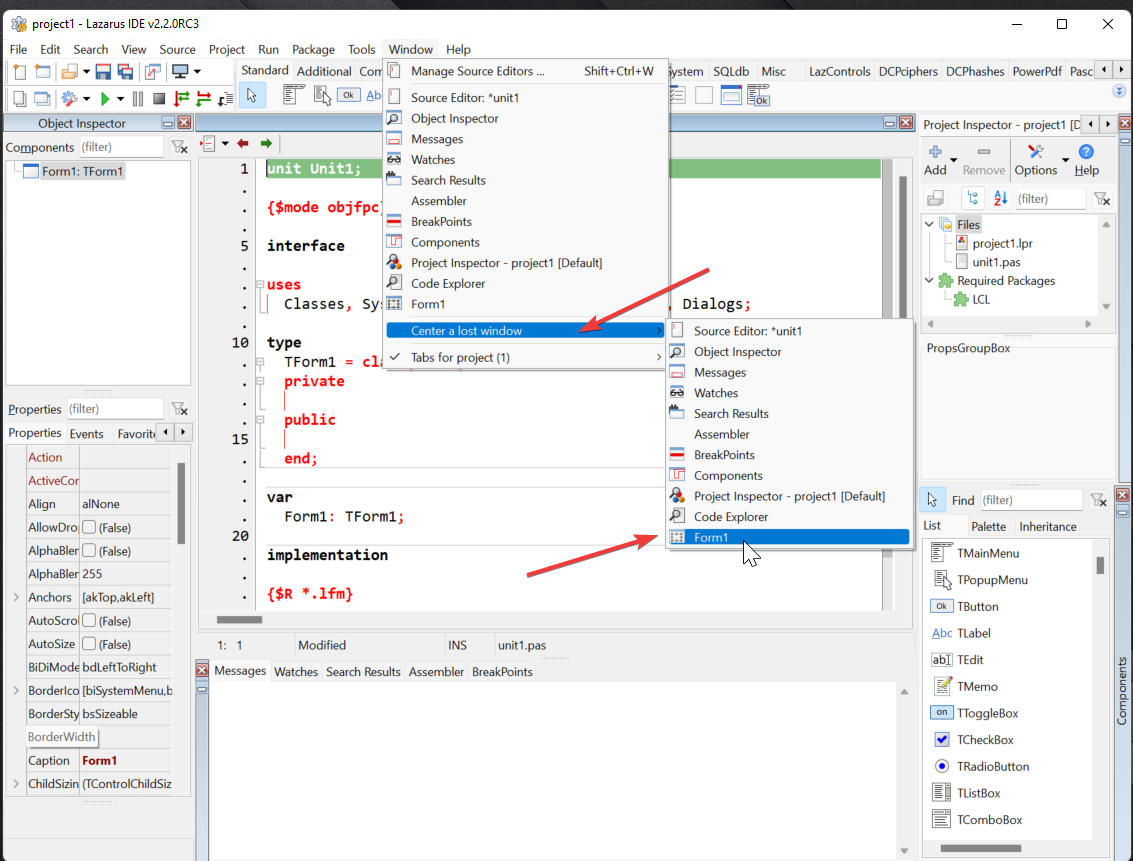 project1 - Lazarus IDE v2.2.0RC3
File Edit Search View Source Project Run Package Tools Window Help
Standard Additional Com
System SQLdb Misc LazControls DCPciphers DCPhashes PowerPdf Pasc
Ok Ab
Ok
Manage Source Editors ... Shift+Ctrl+W
Source Editor: *unit1
Object Inspector
Messages
Watches
Search Results
Assembler
BreakPoints
Components
Project Inspector - project1 [Default]
Code Explorer
Form1
Center a lost window
Tabs for project (1)
Source Editor: *unit1
Object Inspector
Messages
Watches
Search Results
Assembler
BreakPoints
Components
Project Inspector - project1 [Default]
Code Explorer
Form1
Object Inspector
Components (filter)
Form1: TForm1
Properties (filter)
Properties Events Favorite
Action
ActiveCor
Align alNone
AllowDro (False)
AlphaBler (False)
AlphaBler 255
Anchors [akTop,akLeft]
AutoScrol (False)
AutoSize (False)
BiDiMode bdLeftToRight
BorderIco [biSystemMenu,b
BorderSty bsSizeable
BorderWidth
Caption Form1
ChildSizin (TControlChildSiz
1 unit Unit1;
{$mode objfpc
5 interface
uses
Classes, Sys , Dialogs;
10 type
TForm1 = cla
private
public
15
end;
var
Form1: TForm1;
20
implementation
{$R *.lfm}
1: 1 Modified INS unit1.pas
Messages Watches Search Results Assembler BreakPoints
Project Inspector - project1 [D
Add Remove Options Help
(filter)
Files
project1.lpr
unit1.pas
Required Packages
LCL
PropsGroupBox
Find (filter)
List Palette Inheritance
TMainMenu
TPopupMenu
Ok TButton
Abc TLabel
abI TEdit
TMemo
on TToggleBox
TCheckBox
TRadioButton
TListBox
TComboBox
Components